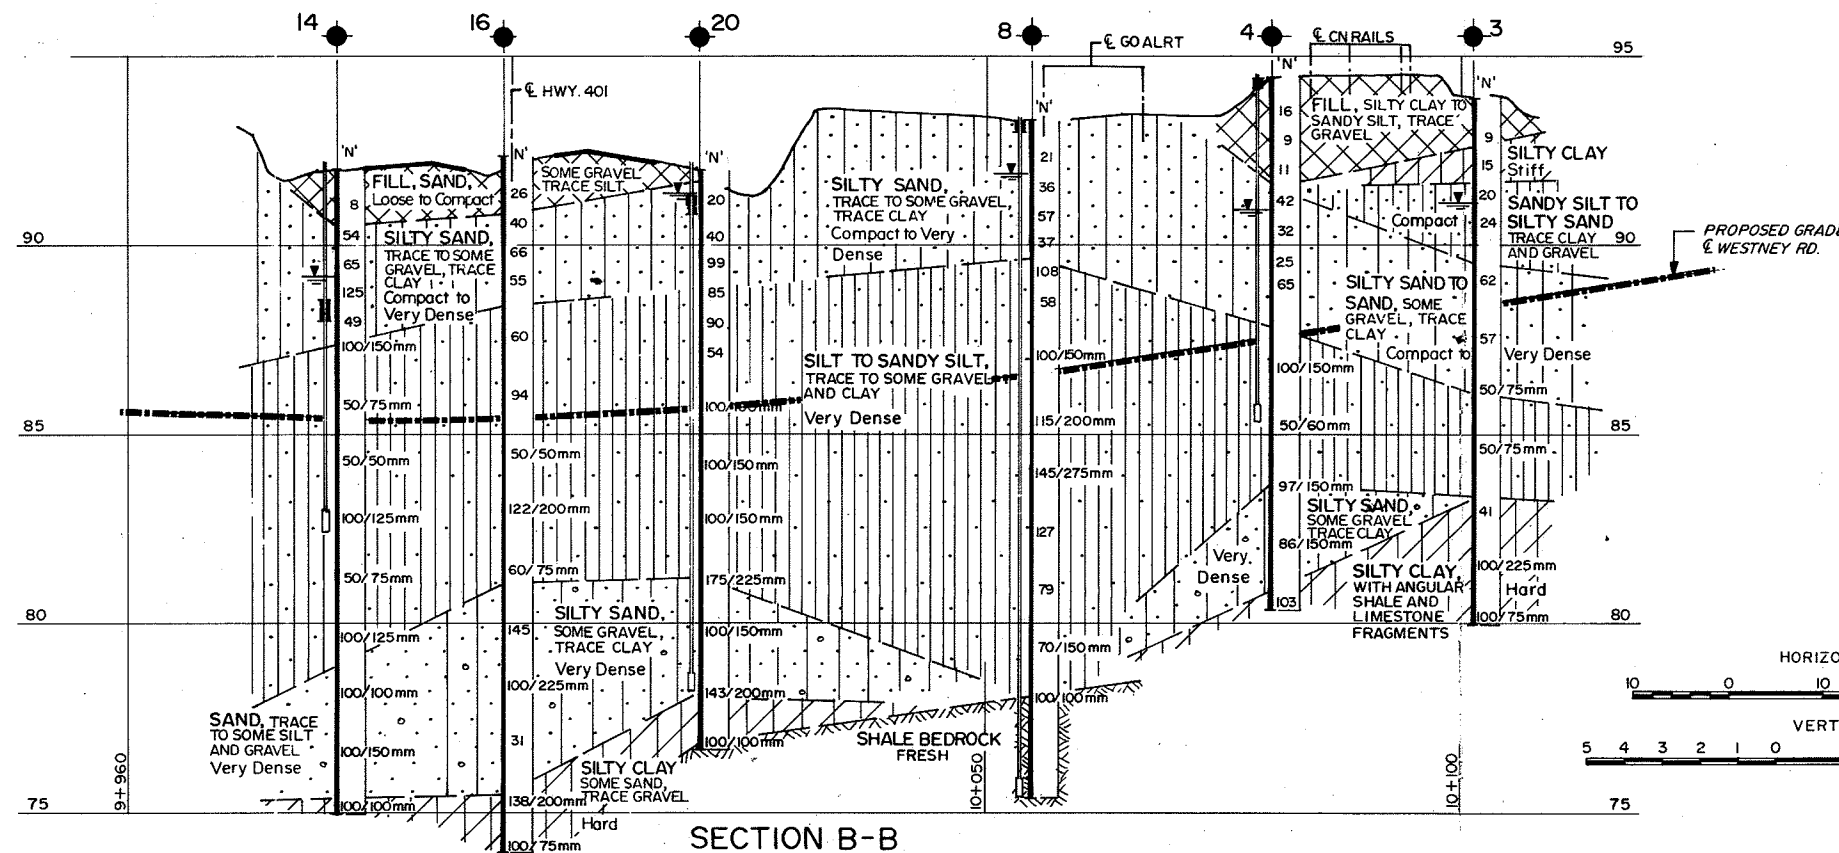 14
16
20
8
4
3
℄ GO ALRT
℄ CN RAILS
95
95
℄ HWY. 401
'N'
'N'
'N'
'N'
'N'
'N'
FILL, SAND,
Loose to Compact
SOME GRAVEL
TRACE SILT
FILL, SILTY CLAY TO
SANDY SILT, TRACE
GRAVEL
SILTY CLAY
Stiff
SILTY SAND,
TRACE TO SOME
GRAVEL, TRACE
CLAY
Compact to
Very Dense
SILTY SAND,
TRACE TO SOME GRAVEL,
TRACE CLAY
Compact to Very
Dense
Compact
SANDY SILT TO
SILTY SAND
TRACE CLAY
AND GRAVEL
PROPOSED GRADE
℄ WESTNEY RD.
90
90
SILTY SAND TO
SAND, SOME
GRAVEL, TRACE
CLAY
Compact to Very Dense
SILT TO SANDY SILT,
TRACE TO SOME GRAVEL
AND CLAY
Very Dense
85
85
8
54
65
125
49
100/150mm
50/75mm
50/50mm
100/125mm
50/75mm
100/125mm
100/100mm
100/150mm
100/100mm
26
40
66
55
60
94
50/50mm
122/200mm
60/75mm
145
100/225mm
31
138/200mm
100/75mm
20
40
99
85
90
54
100/100mm
100/150mm
100/150mm
175/225mm
100/150mm
143/200mm
100/100mm
21
36
57
37
108
58
100/150mm
115/200mm
145/275mm
127
79
70/150mm
100/100mm
16
9
11
42
32
25
65
100/150mm
50/60mm
97/150mm
86/150mm
103
9
15
20
24
62
57
50/75mm
50/75mm
41
100/225mm
100/75mm
SILTY SAND,
SOME GRAVEL,
TRACE CLAY
Very Dense
SILTY SAND,
SOME GRAVEL
TRACE CLAY
Very
Dense
SILTY CLAY,
WITH ANGULAR
SHALE AND
LIMESTONE
FRAGMENTS
Hard
80
80
SAND, TRACE
TO SOME SILT
AND GRAVEL
Very Dense
SILTY CLAY
SOME SAND,
TRACE GRAVEL
Hard
SHALE BEDROCK
FRESH
9+960
10+050
10+100
75
75
HORIZO
10 0 10
VERT
5 4 3 2 1 0
SECTION B-B